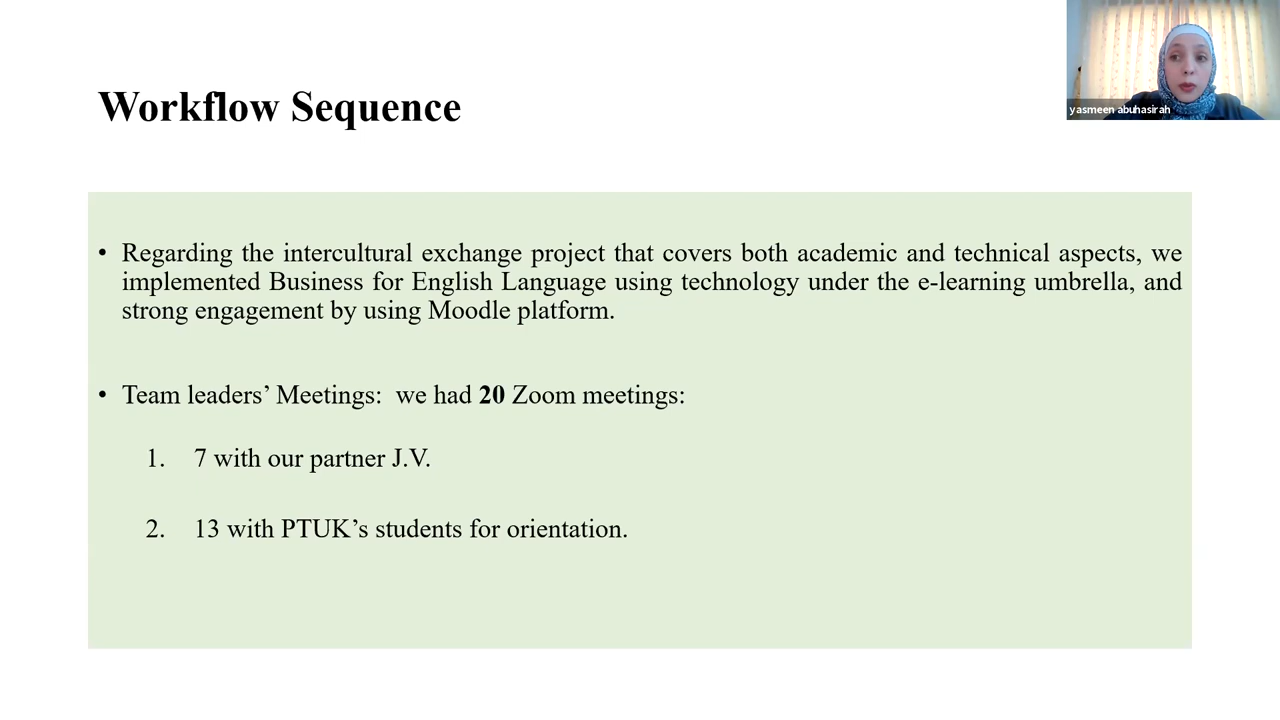 yasmeen abuhasirah
Workflow Sequence
• Regarding the intercultural exchange project that covers both academic and technical aspects, we
implemented Business for English Language using technology under the e-learning umbrella, and
strong engagement by using Moodle platform.
• Team leaders’ Meetings:  we had 20 Zoom meetings:
1. 7 with our partner J.V.
2. 13 with PTUK’s students for orientation.